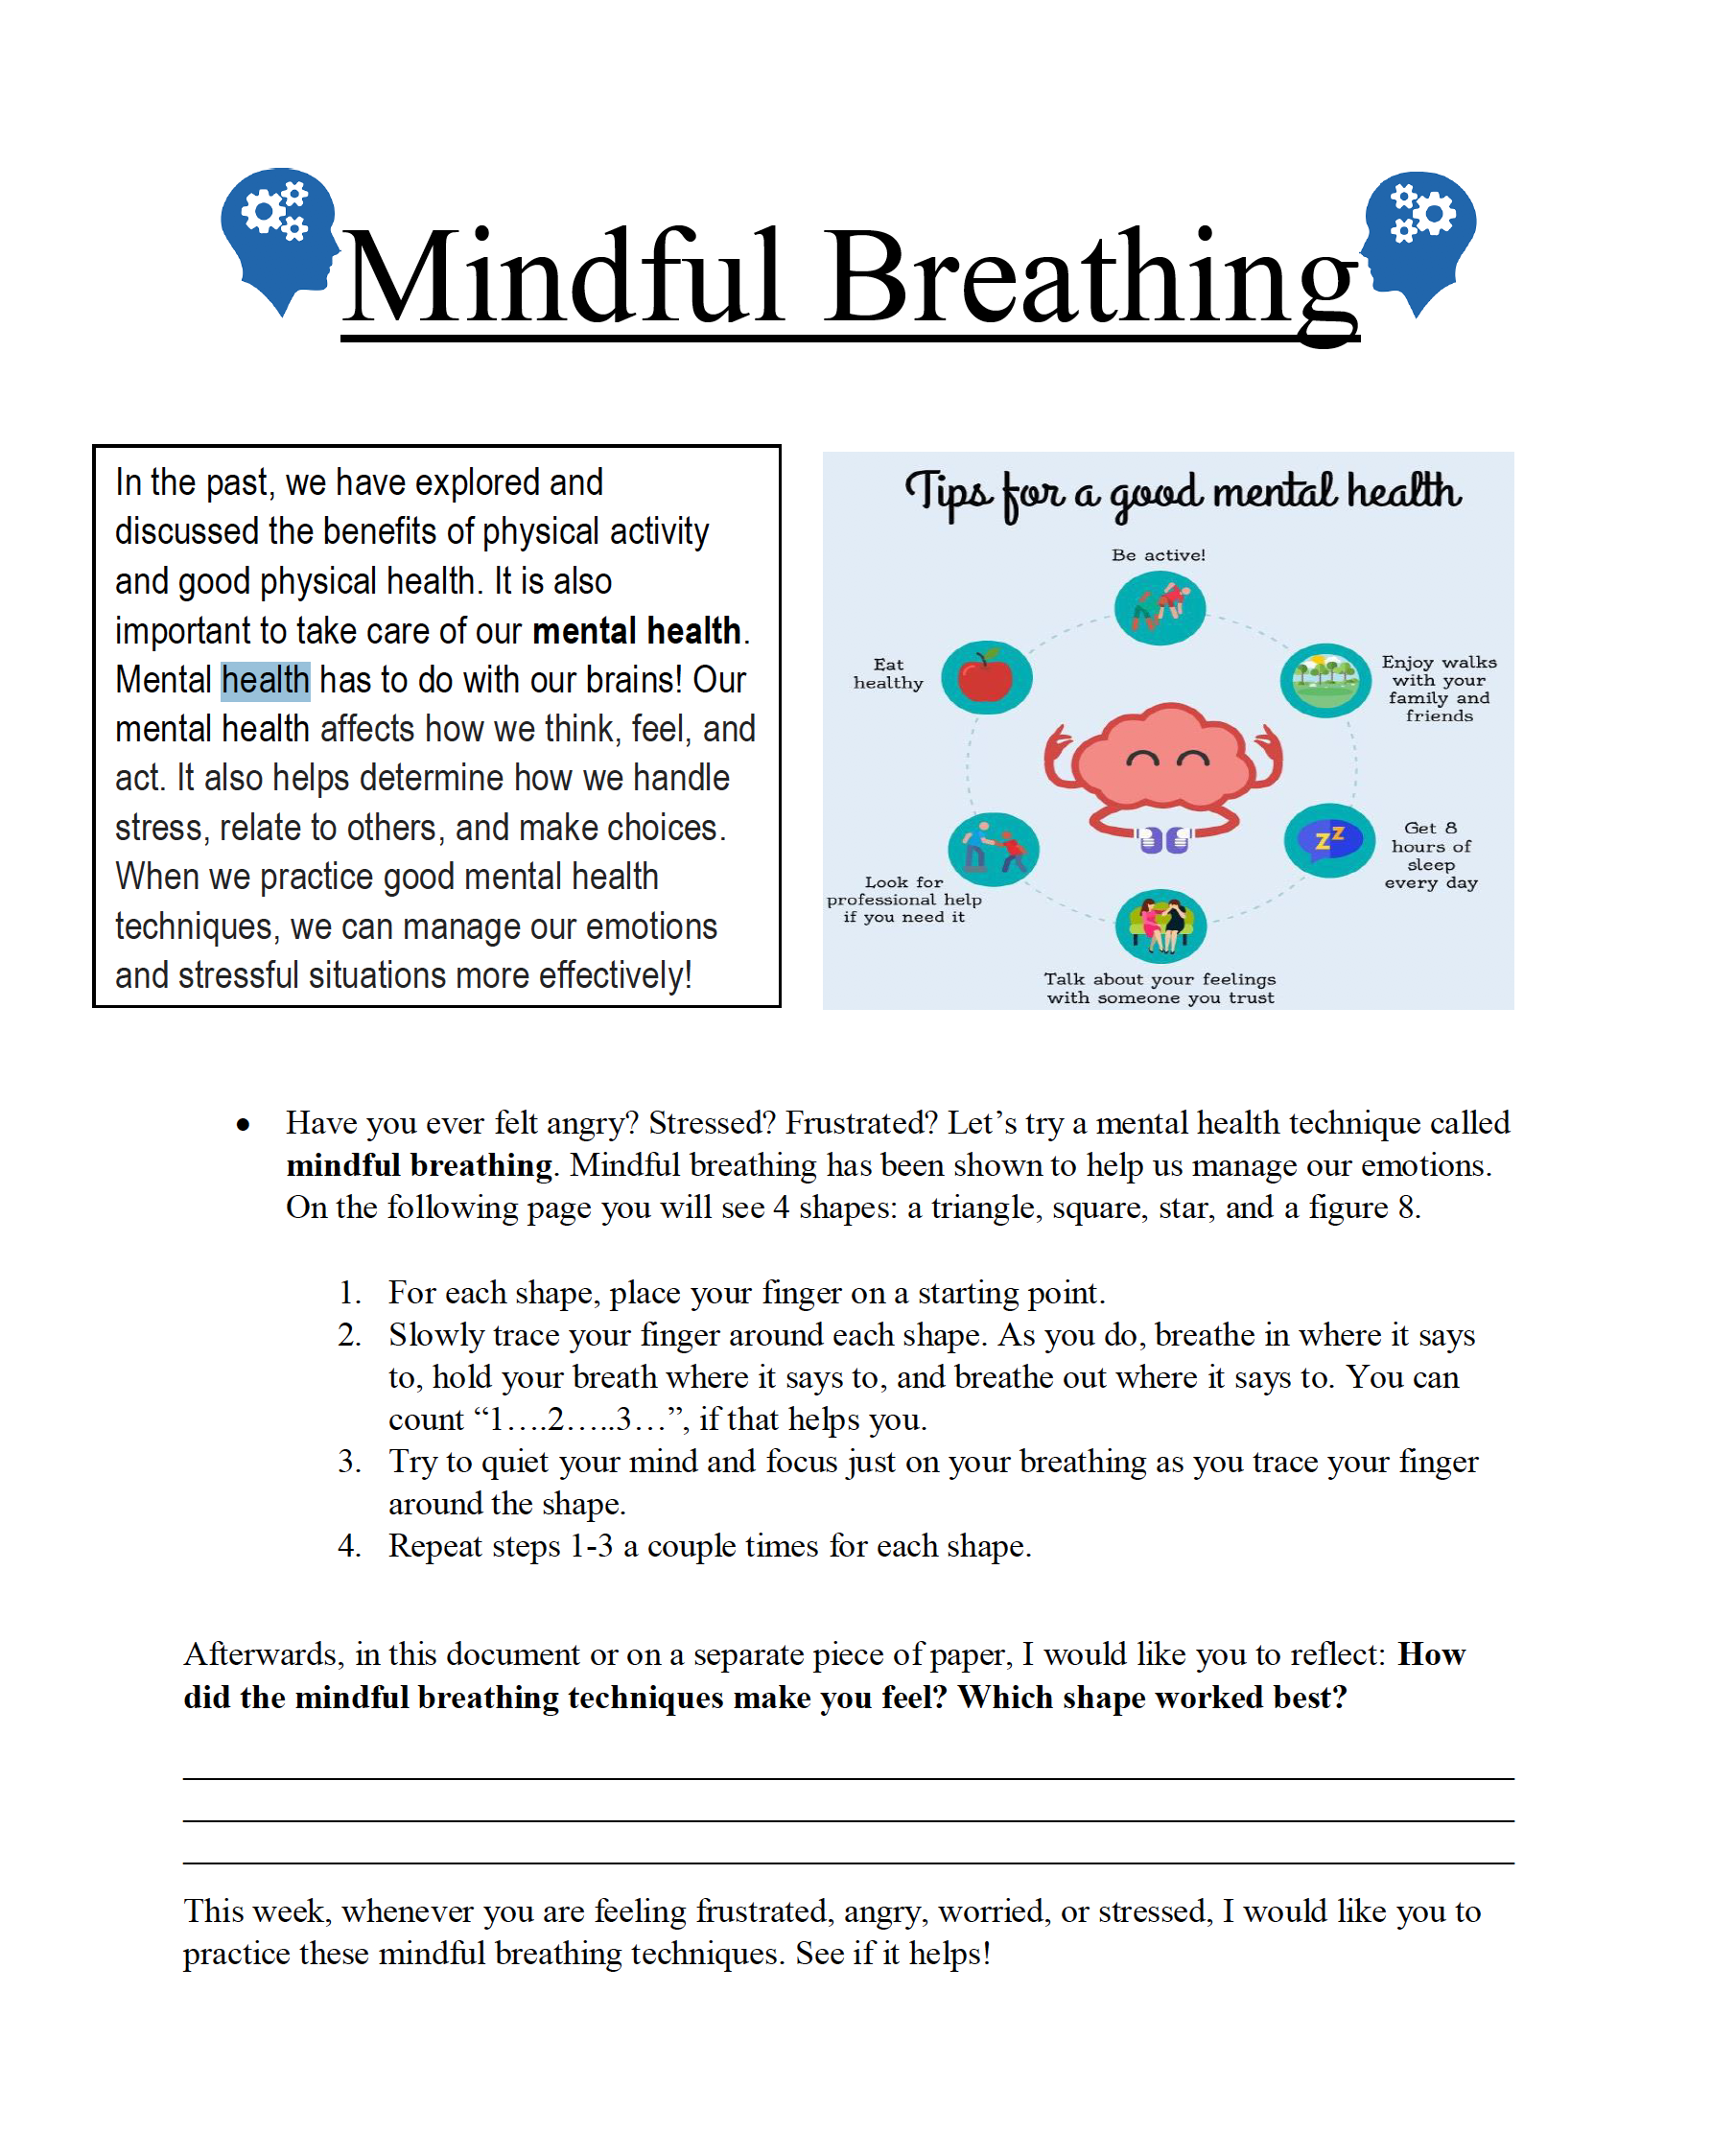 Mindful Breathing
In the past, we have explored and
discussed the benefits of physical activity
and good physical health. It is also
important to take care of our mental health.
Mental health has to do with our brains! Our
mental health affects how we think, feel, and
act. It also helps determine how we handle
stress, relate to others, and make choices.
When we practice good mental health
techniques, we can manage our emotions
and stressful situations more effectively!
Tips for a good mental health
Be active!
Eat
healthy
Enjoy walks
with your
family and
friends
Get 8
hours of
sleep
every day
zZ
Look for
professional help
if you need it
Talk about your feelings
with someone you trust
• Have you ever felt angry? Stressed? Frustrated? Let’s try a mental health technique called
mindful breathing. Mindful breathing has been shown to help us manage our emotions.
On the following page you will see 4 shapes: a triangle, square, star, and a figure 8.
1. For each shape, place your finger on a starting point.
2. Slowly trace your finger around each shape. As you do, breathe in where it says
to, hold your breath where it says to, and breathe out where it says to. You can
count “1….2…..3…”, if that helps you.
3. Try to quiet your mind and focus just on your breathing as you trace your finger
around the shape.
4. Repeat steps 1-3 a couple times for each shape.
Afterwards, in this document or on a separate piece of paper, I would like you to reflect: How
did the mindful breathing techniques make you feel? Which shape worked best?
This week, whenever you are feeling frustrated, angry, worried, or stressed, I would like you to
practice these mindful breathing techniques. See if it helps!